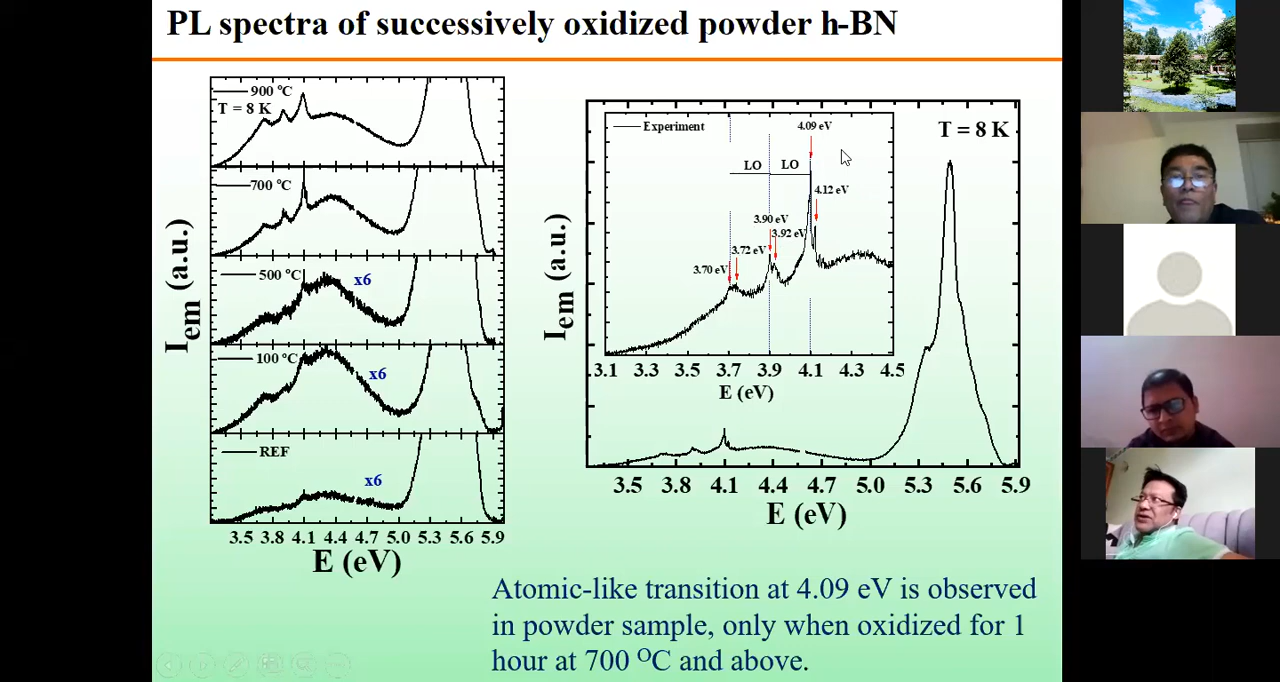 PL spectra of successively oxidized powder h-BN
900 °C
T = 8 K
700 °C
500 °C
x6
100 °C
x6
REF
x6
I em (a.u.)
3.5 3.8 4.1 4.4 4.7 5.0 5.3 5.6 5.9
E (eV)
T = 8 K
Experiment
4.09 eV
LO LO
4.12 eV
3.90 eV
3.92 eV
3.72 eV
3.70 eV
3.1 3.3 3.5 3.7 3.9 4.1 4.3 4.5
E (eV)
I em (a.u.)
3.5 3.8 4.1 4.4 4.7 5.0 5.3 5.6 5.9
E (eV)
Atomic-like transition at 4.09 eV is observed
in powder sample, only when oxidized for 1
hour at 700 OC and above.